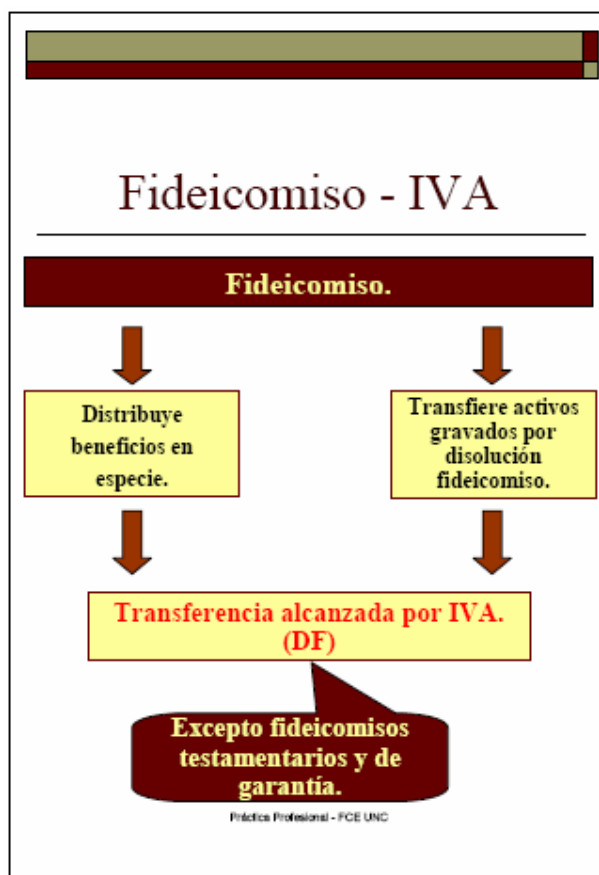 Fideicomiso - IVA
Fideicomiso.
Distribuye
beneficios en
especie.
Transfiere activos
gravados por
disolución
fideicomiso.
Transferencia alcanzada por IVA.
(DF)
Excepto fideicomisos
testamentarios y de
garantía.
Práctica Profesional - FCE UNC